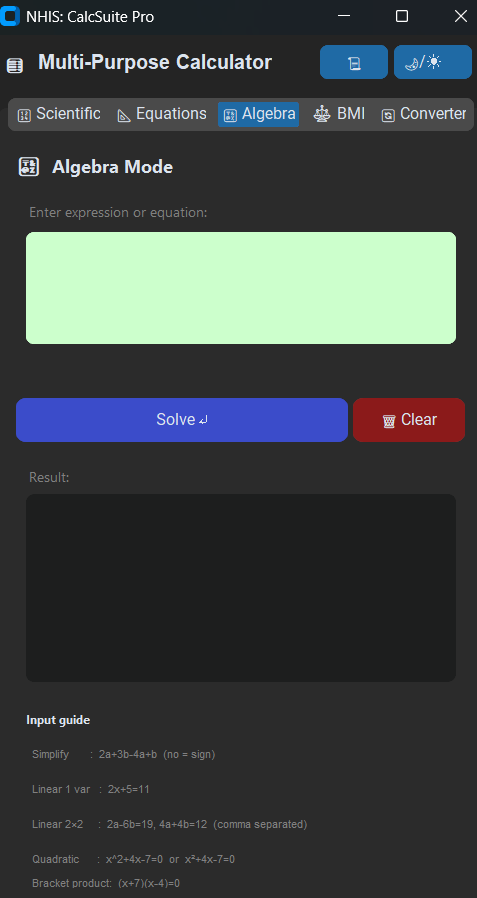 NHIS: CalcSuite Pro
Multi-Purpose Calculator
Scientific Equations Algebra BMI Converter
Algebra Mode
Enter expression or equation:
Solve
Clear
Result:
Input guide
Simplify : 2a+3b-4a+b (no = sign)
Linear 1 var : 2x+5=11
Linear 2×2 : 2a-6b=19, 4a+4b=12 (comma separated)
Quadratic : x^2+4x-7=0 or x²+4x-7=0
Bracket product: (x+7)(x-4)=0